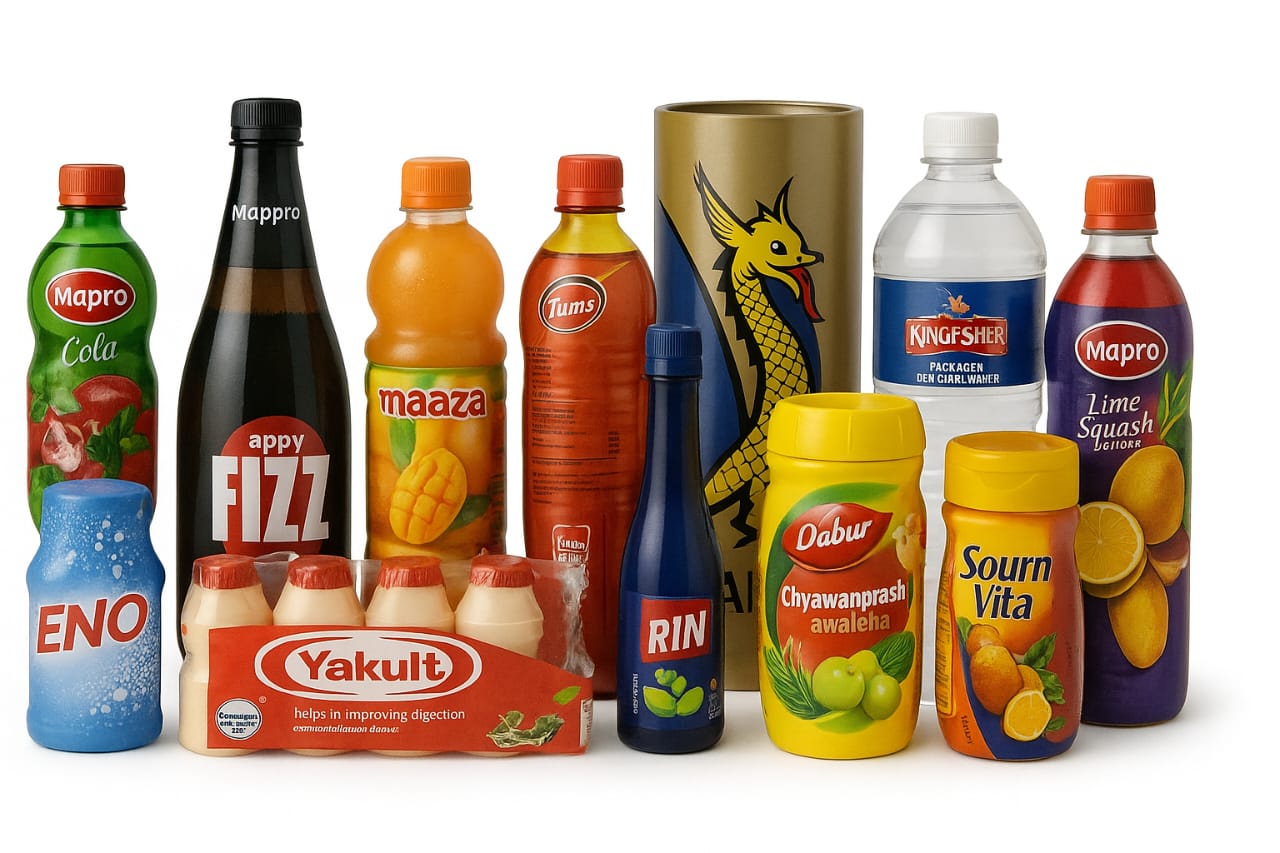 Mapro
Cola
Mappro
appy
FIZZ
maaza
Tums
KINGFSHER
PACKAGEN
DEN CIARLWAHER
Mapro
Lime
Squash
ENO
Yakult
helps in improving digection
RIN
Dabur
Chyawanprash
awaleha
Sourn
Vita